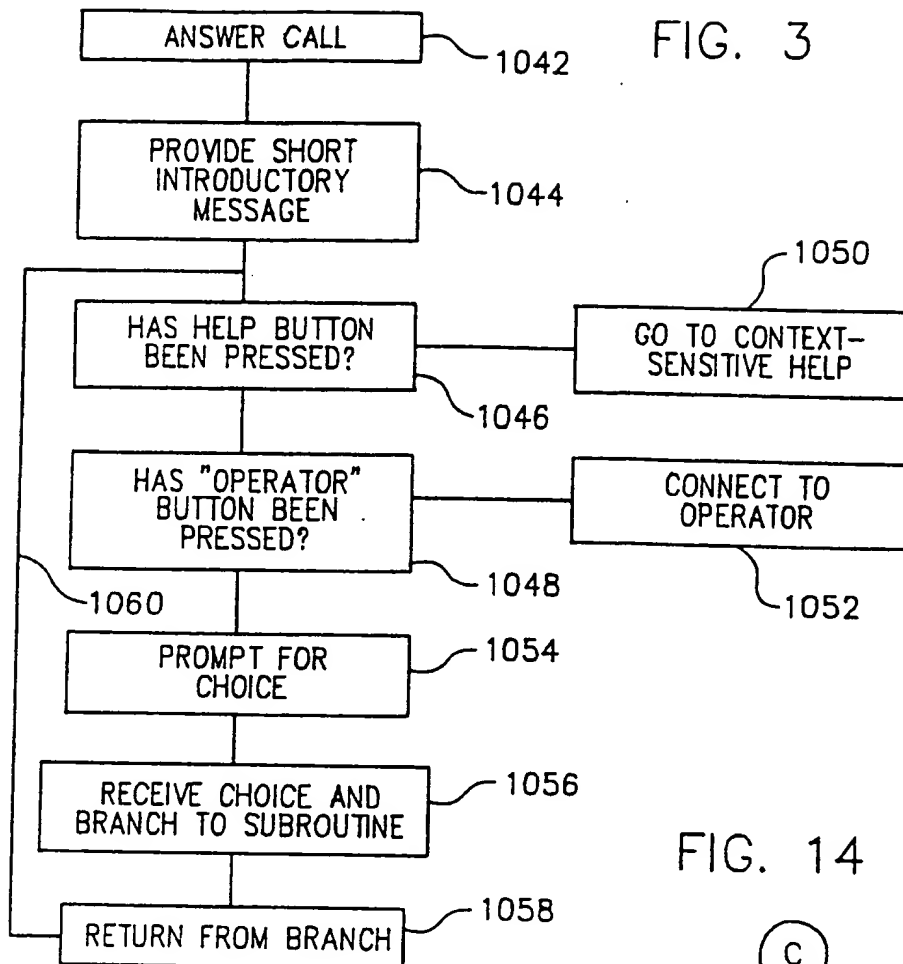 FIG. 3
ANSWER CALL
1042
PROVIDE SHORT
INTRODUCTORY
MESSAGE
1044
HAS HELP BUTTON
BEEN PRESSED?
1046
1050
GO TO CONTEXT-
SENSITIVE HELP
HAS "OPERATOR"
BUTTON BEEN
PRESSED?
1048
CONNECT TO
OPERATOR
1052
1060
PROMPT FOR
CHOICE
1054
RECEIVE CHOICE AND
BRANCH TO SUBROUTINE
1056
RETURN FROM BRANCH
1058
FIG. 14
C